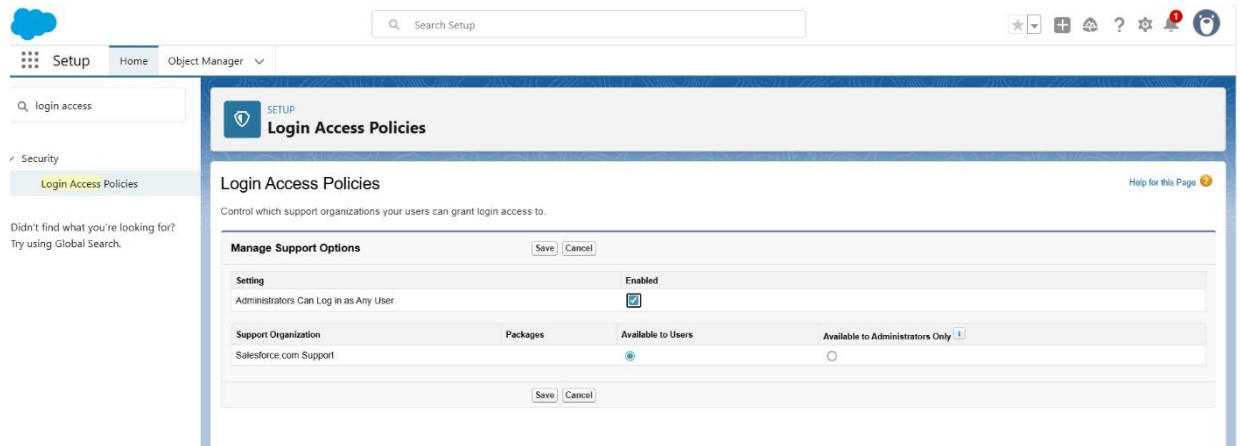 Search Setup
1
Setup Home Object Manager
login access
SETUP
Login Access Policies
Security
Login Access Policies
Didn't find what you're looking for?
Try using Global Search.
Login Access Policies
Help for this Page ?
Control which support organizations your users can grant login access to.
Manage Support Options Save Cancel
Setting Enabled
Administrators Can Log in as Any User
Support Organization Packages Available to Users Available to Administrators Only i
Salesforce.com Support
Save Cancel